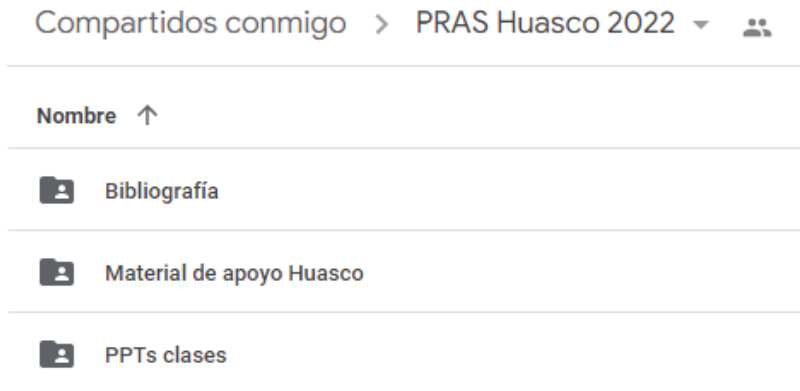 Compartidos conmigo > PRAS Huasco 2022
Nombre ↑
Bibliografía
Material de apoyo Huasco
PPTs clases